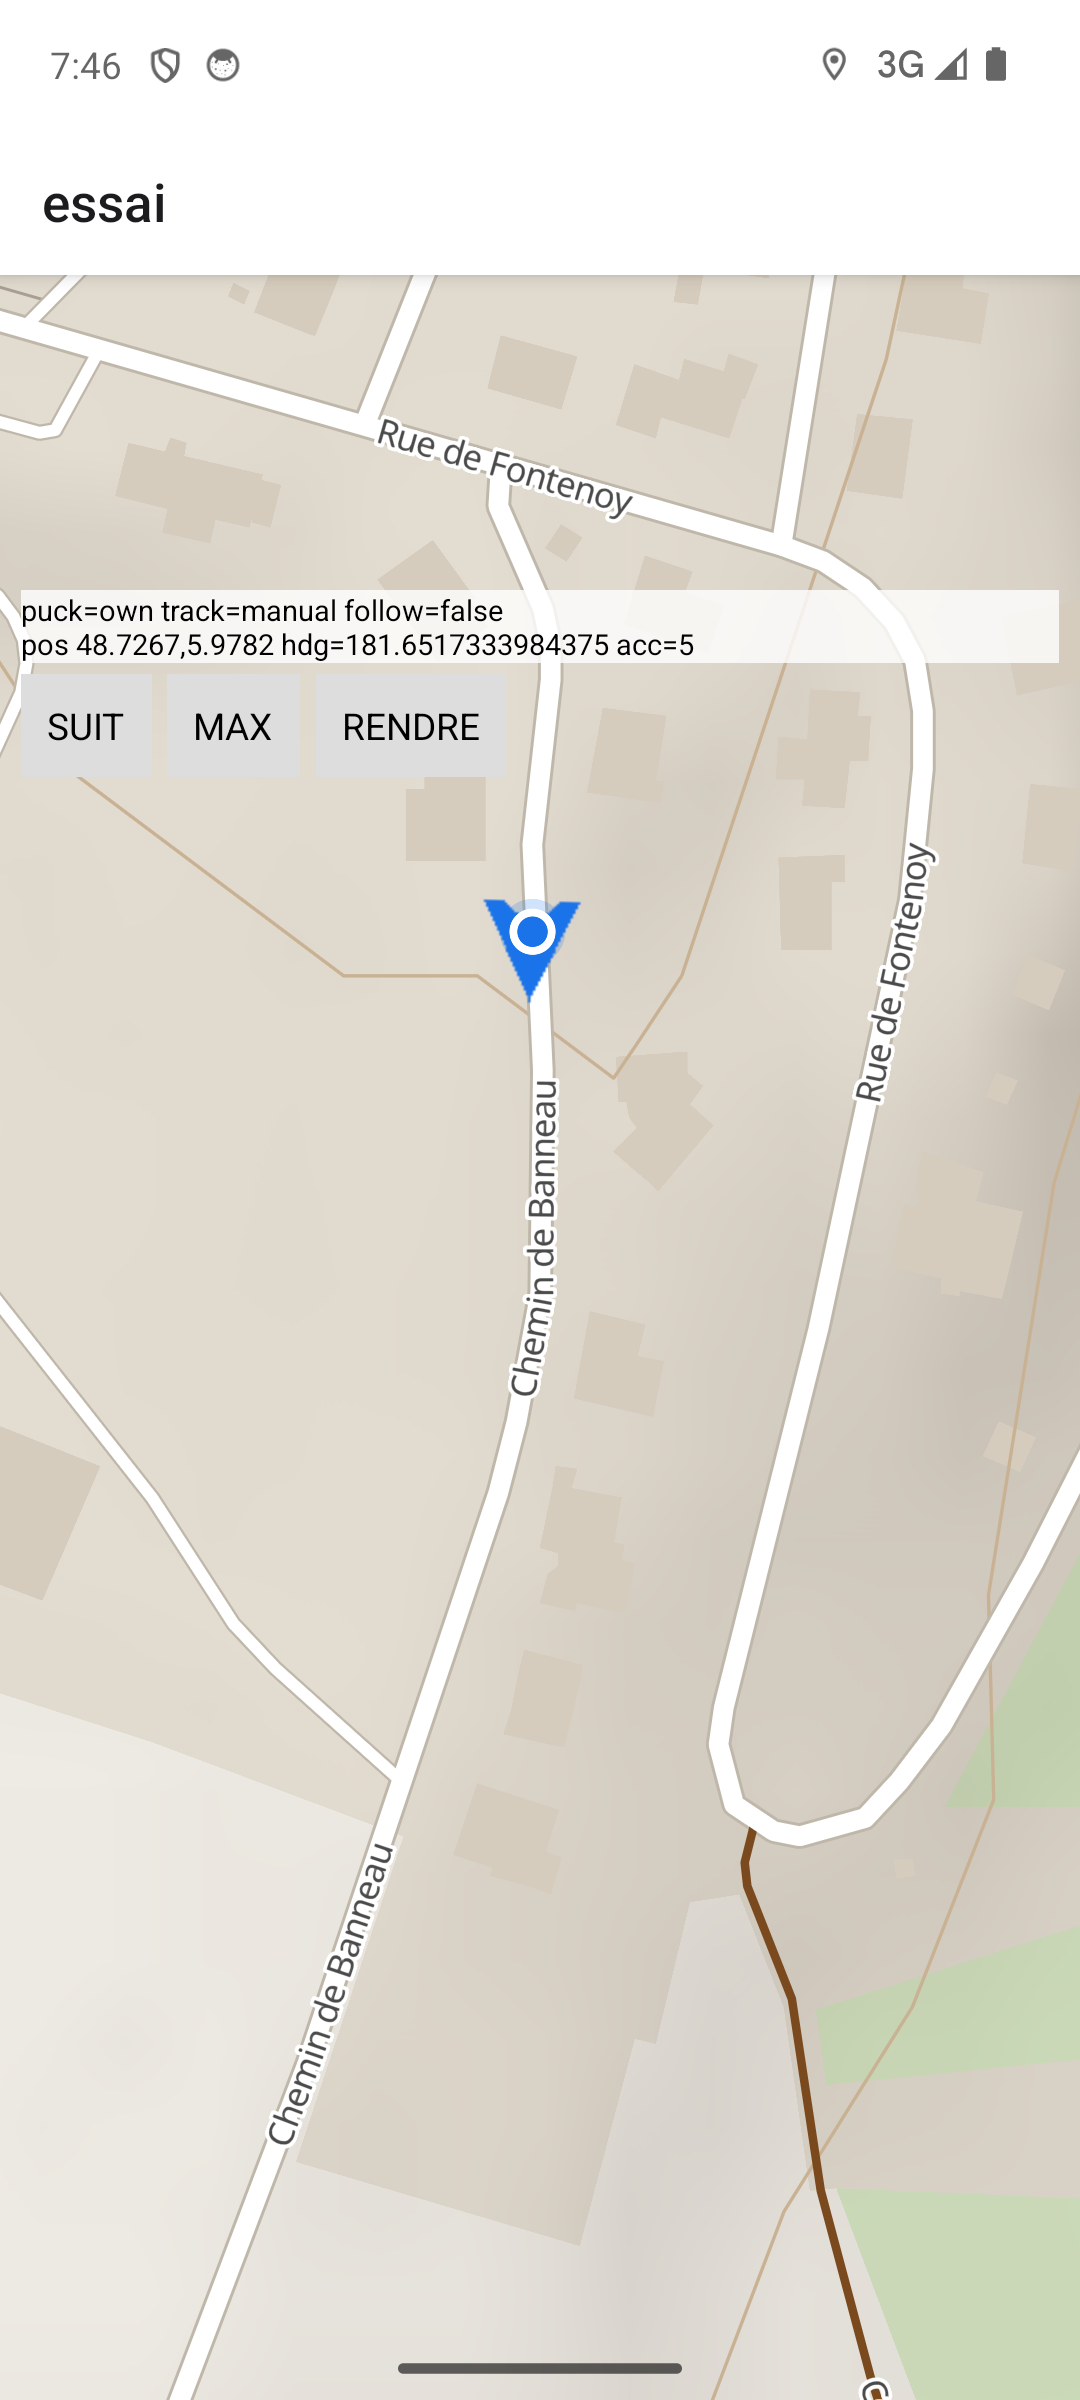 7:46 3G
essai
Rue de Fontenoy
puck=own track=manual follow=false
pos 48.7267,5.9782 hdg=181.6517333984375 acc=5
SUIT MAX RENDRE
Rue de Fontenoy
Chemin de Banneau
Chemin de Banneau